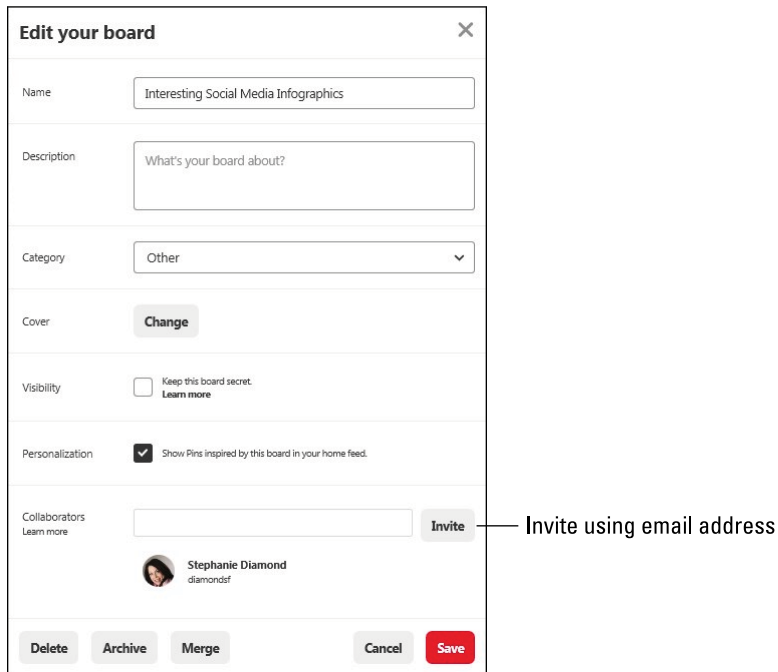 Edit your board
Name
Interesting Social Media Infographics
Description
What's your board about?
Category
Other
Cover
Change
Visibility
Keep this board secret.
Learn more
Personalization
Show Pins inspired by this board in your home feed.
Collaborators
Learn more
Invite
Invite using email address
Stephanie Diamond
diamondsf
Delete
Archive
Merge
Cancel
Save